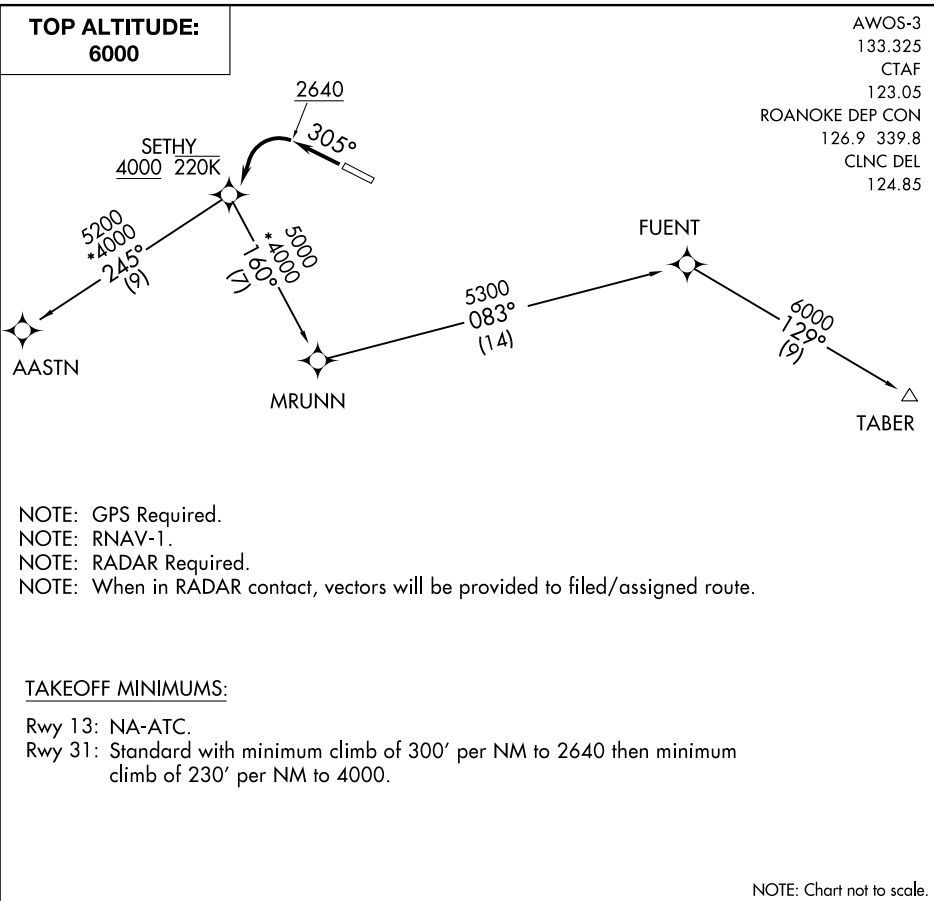 TOP ALTITUDE:
6000
AWOS-3
133.325
CTAF
123.05
ROANOKE DEP CON
126.9 339.8
CLNC DEL
124.85
2640
305°
SETHY
4000 220K
5200
*4000
245°
(9)
5000
*4000
160°
(7)
AASTN
MRUNN
5300
083°
(14)
FUENT
6000
129°
(9)
TABER
NOTE: GPS Required.
NOTE: RNAV-1.
NOTE: RADAR Required.
NOTE: When in RADAR contact, vectors will be provided to filed/assigned route.
TAKEOFF MINIMUMS:
Rwy 13: NA-ATC.
Rwy 31: Standard with minimum climb of 300' per NM to 2640 then minimum
climb of 230' per NM to 4000.
NOTE: Chart not to scale.